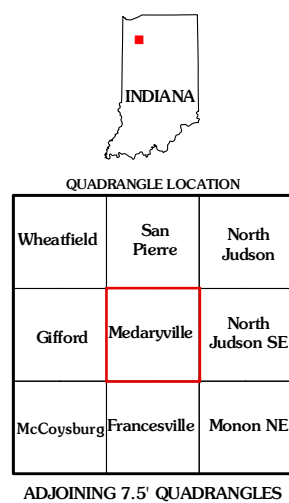 INDIANA
QUADRANGLE LOCATION
Wheatfield
San
Pierre
North
Judson
Gifford
Medaryville
North
Judson SE
McCoysburg
Francesville
Monon NE
ADJOINING 7.5' QUADRANGLES